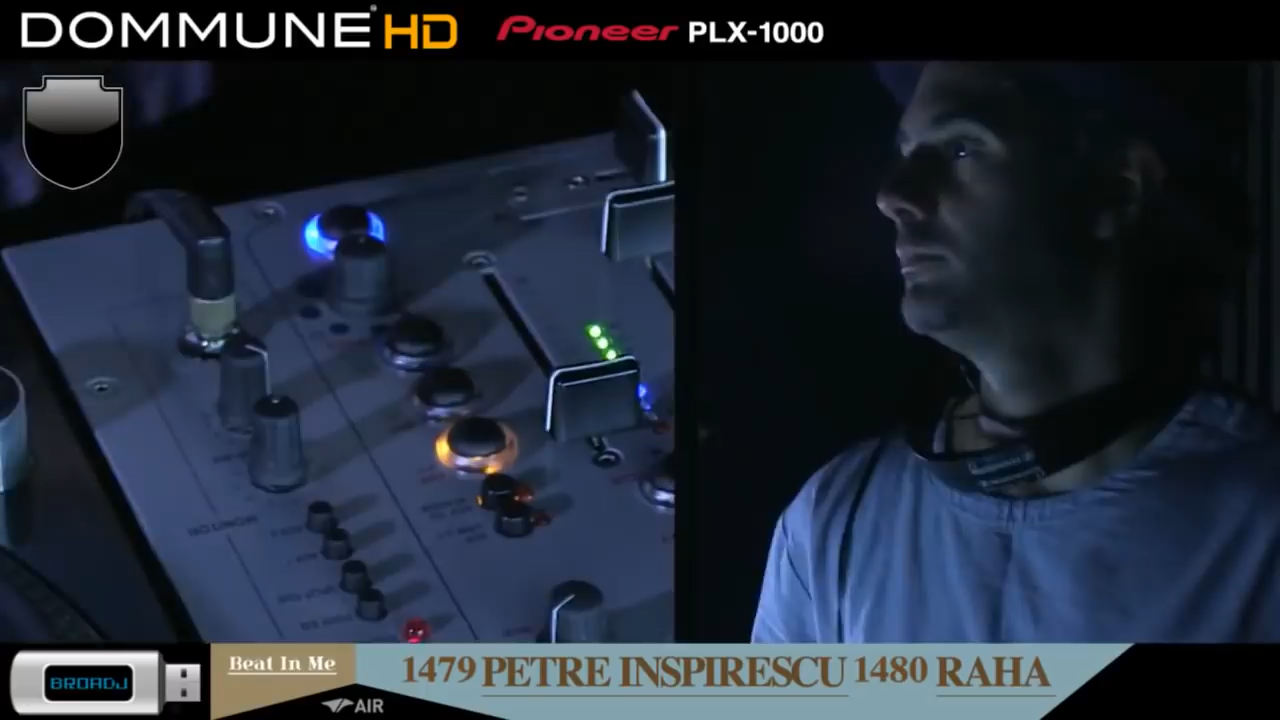 DOMMUNE HD Pioneer PLX-1000
BROADJ
Beat In Me
1479 PETRE INSPIRESCU 1480 RAHA
AIR